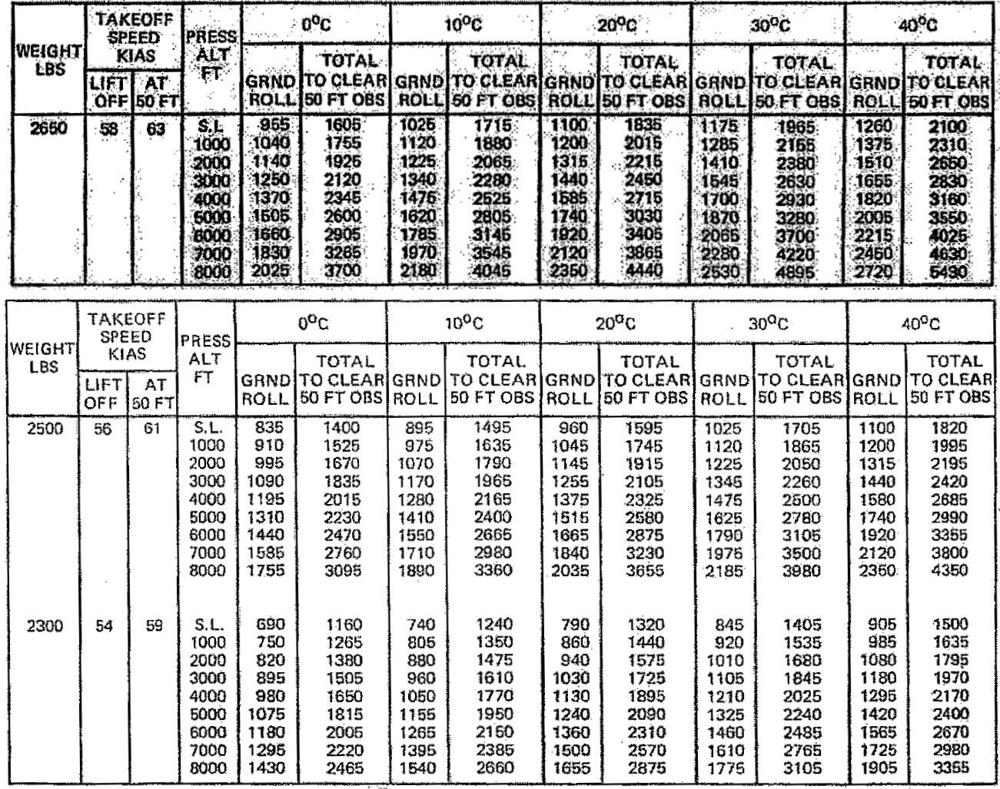 WEIGHT LBS TAKEOFF SPEED KIAS PRESS ALT FT 0°C 10°C 20°C 30°C 40°C
LIFT OFF AT 50 FT GRND ROLL TOTAL TO CLEAR 50 FT OBS GRND ROLL TOTAL TO CLEAR 50 FT OBS GRND ROLL TOTAL TO CLEAR 50 FT OBS GRND ROLL TOTAL TO CLEAR 50 FT OBS GRND ROLL TOTAL TO CLEAR 50 FT OBS
2650 58 63 S.L 955 1605 1025 1715 1100 1835 1175 1965 1260 2100
1000 1040 1755 1120 1880 1200 2015 1285 2155 1375 2310
2000 1140 1925 1225 2065 1315 2215 1410 2380 1510 2550
3000 1250 2120 1340 2280 1440 2450 1545 2630 1655 2830
4000 1370 2345 1475 2525 1585 2715 1700 2930 1820 3160
5000 1505 2600 1620 2805 1740 3030 1870 3280 2005 3550
6000 1660 2905 1785 3145 1920 3405 2065 3700 2215 4025
7000 1830 3265 1970 3545 2120 3865 2280 4220 2450 4630
8000 2025 3700 2180 4045 2350 4440 2530 4895 2720 5430
WEIGHT LBS TAKEOFF SPEED KIAS PRESS ALT FT 0°C 10°C 20°C 30°C 40°C
LIFT OFF AT 50 FT GRND ROLL TOTAL TO CLEAR 50 FT OBS GRND ROLL TOTAL TO CLEAR 50 FT OBS GRND ROLL TOTAL TO CLEAR 50 FT OBS GRND ROLL TOTAL TO CLEAR 50 FT OBS GRND ROLL TOTAL TO CLEAR 50 FT OBS
2500 56 61 S.L. 835 1400 895 1495 960 1595 1025 1705 1100 1820
1000 910 1525 975 1635 1045 1745 1120 1865 1200 1995
2000 995 1670 1070 1790 1145 1915 1225 2050 1315 2195
3000 1090 1835 1170 1965 1255 2105 1345 2260 1440 2420
4000 1195 2015 1280 2165 1375 2325 1475 2500 1580 2685
5000 1310 2230 1410 2400 1515 2580 1625 2780 1740 2990
6000 1440 2470 1550 2665 1665 2875 1790 3105 1920 3355
7000 1585 2760 1710 2980 1840 3230 1975 3500 2120 3800
8000 1755 3095 1890 3360 2035 3655 2185 3980 2350 4350
2300 54 59 S.L. 690 1160 740 1240 790 1320 845 1405 905 1500
1000 750 1265 805 1350 860 1440 920 1535 985 1635
2000 820 1380 880 1475 940 1575 1010 1680 1080 1795
3000 895 1505 960 1610 1030 1725 1105 1845 1180 1970
4000 980 1650 1050 1770 1130 1895 1210 2025 1295 2170
5000 1075 1815 1155 1950 1240 2090 1325 2240 1420 2400
6000 1180 2005 1265 2150 1360 2310 1460 2485 1565 2670
7000 1295 2220 1395 2385 1500 2570 1610 2765 1725 2980
8000 1430 2465 1540 2660 1655 2875 1775 3105 1905 3355